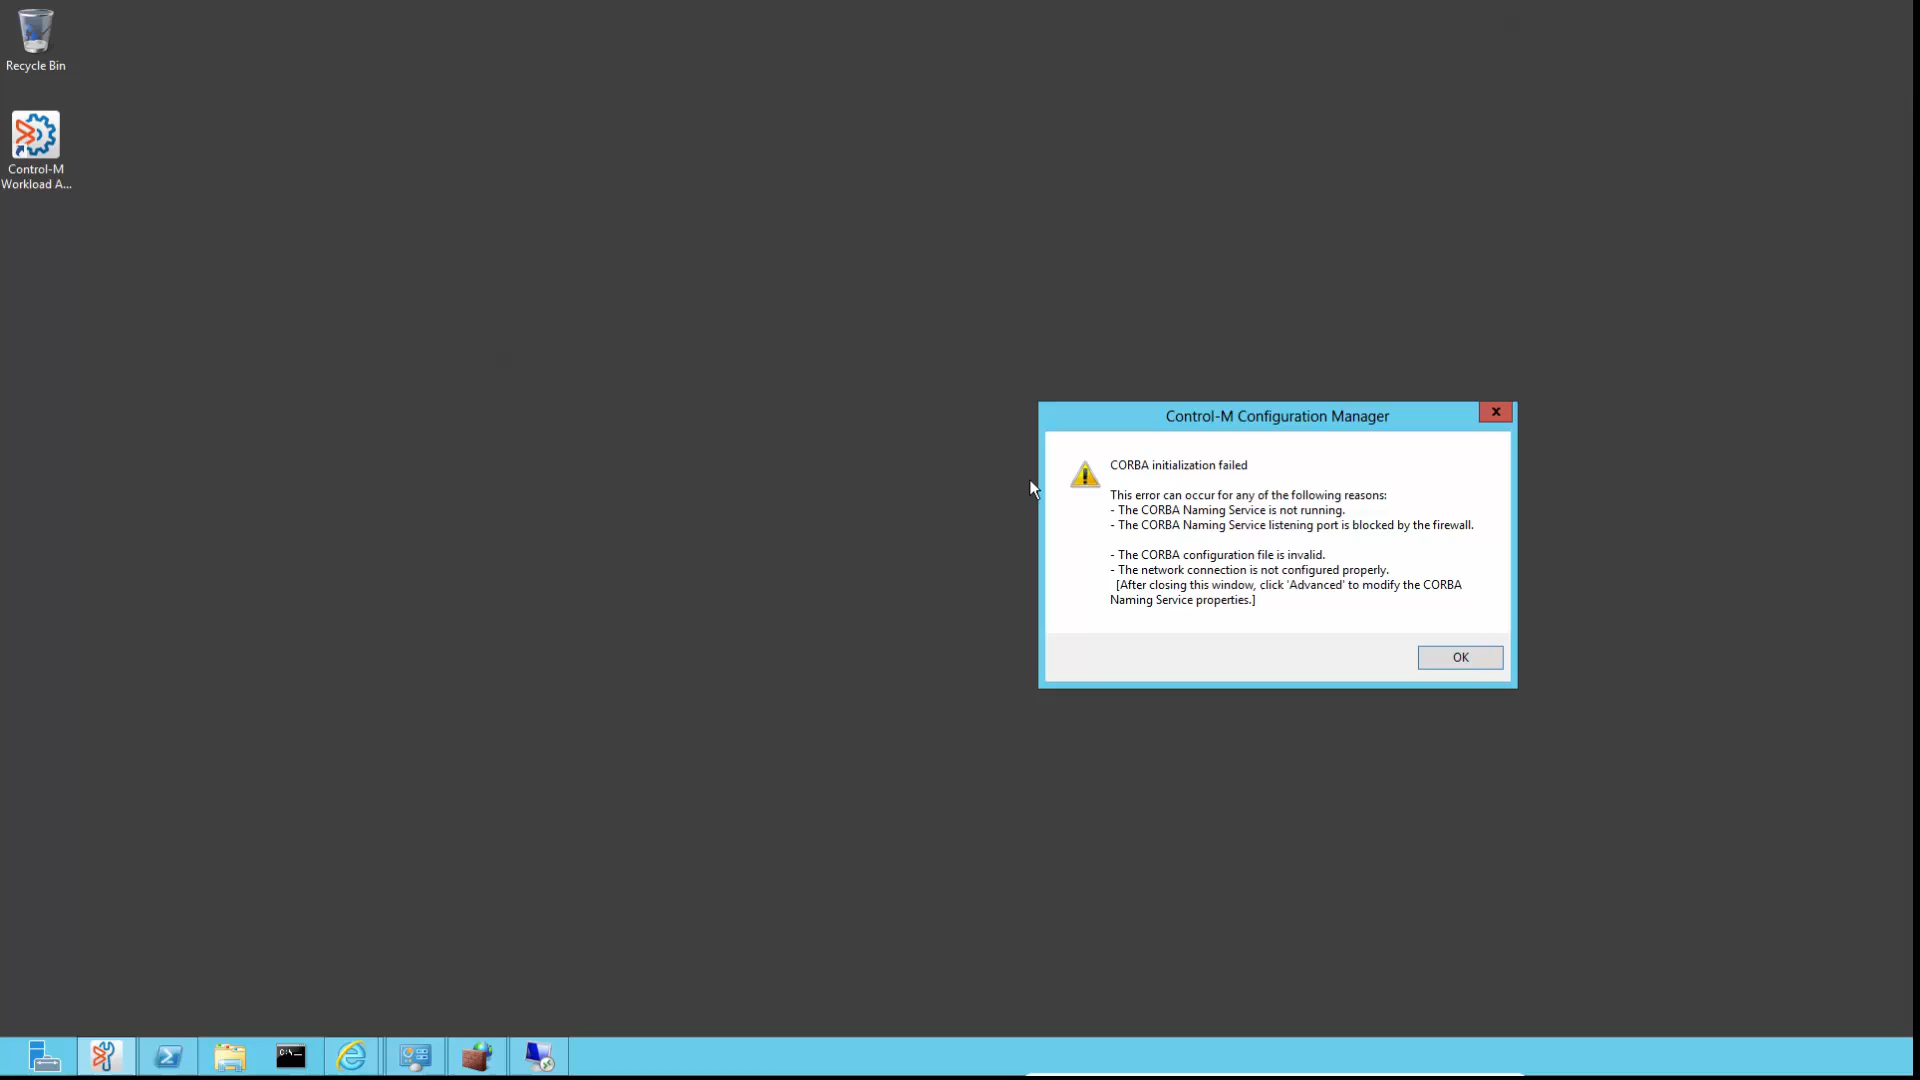 Recycle Bin
Control-M
Workload A...
Control-M Configuration Manager
CORBA initialization failed
This error can occur for any of the following reasons:
- The CORBA Naming Service is not running.
- The CORBA Naming Service listening port is blocked by the firewall.
- The CORBA configuration file is invalid.
- The network connection is not configured properly.
[After closing this window, click 'Advanced' to modify the CORBA
Naming Service properties.]
OK